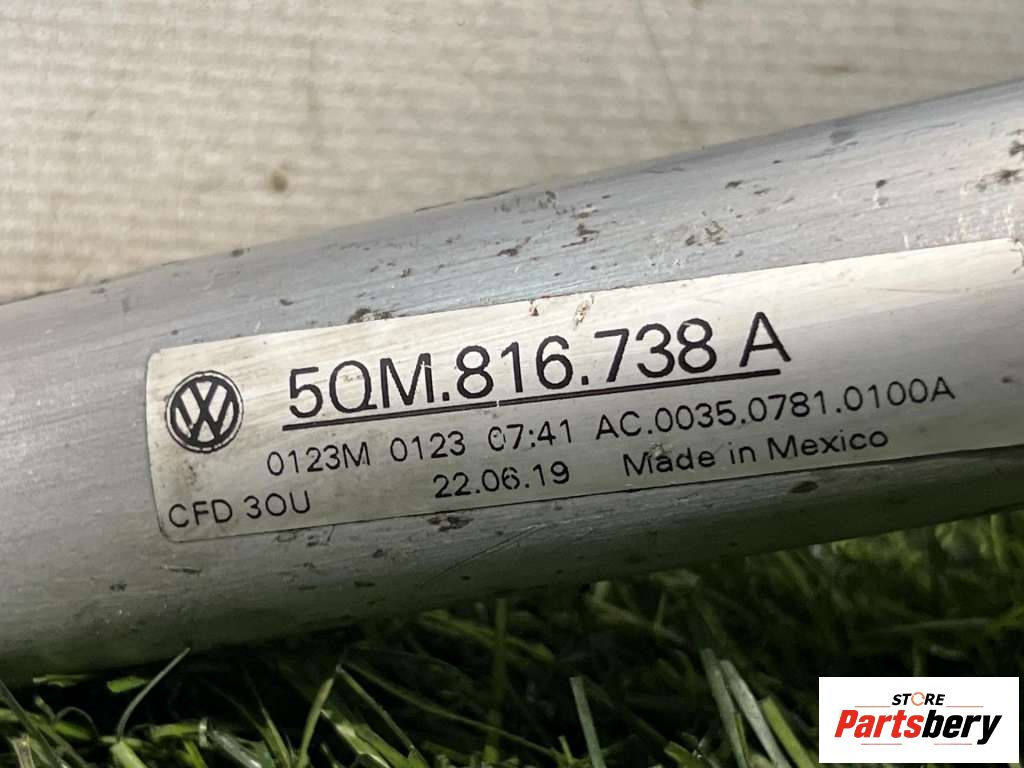 5QM.816.738 A
0123M 0123 07:41 AC.0035.0781.0100A
CFD 3OU 22.06.19 Made in Mexico
STORE
Partsbery